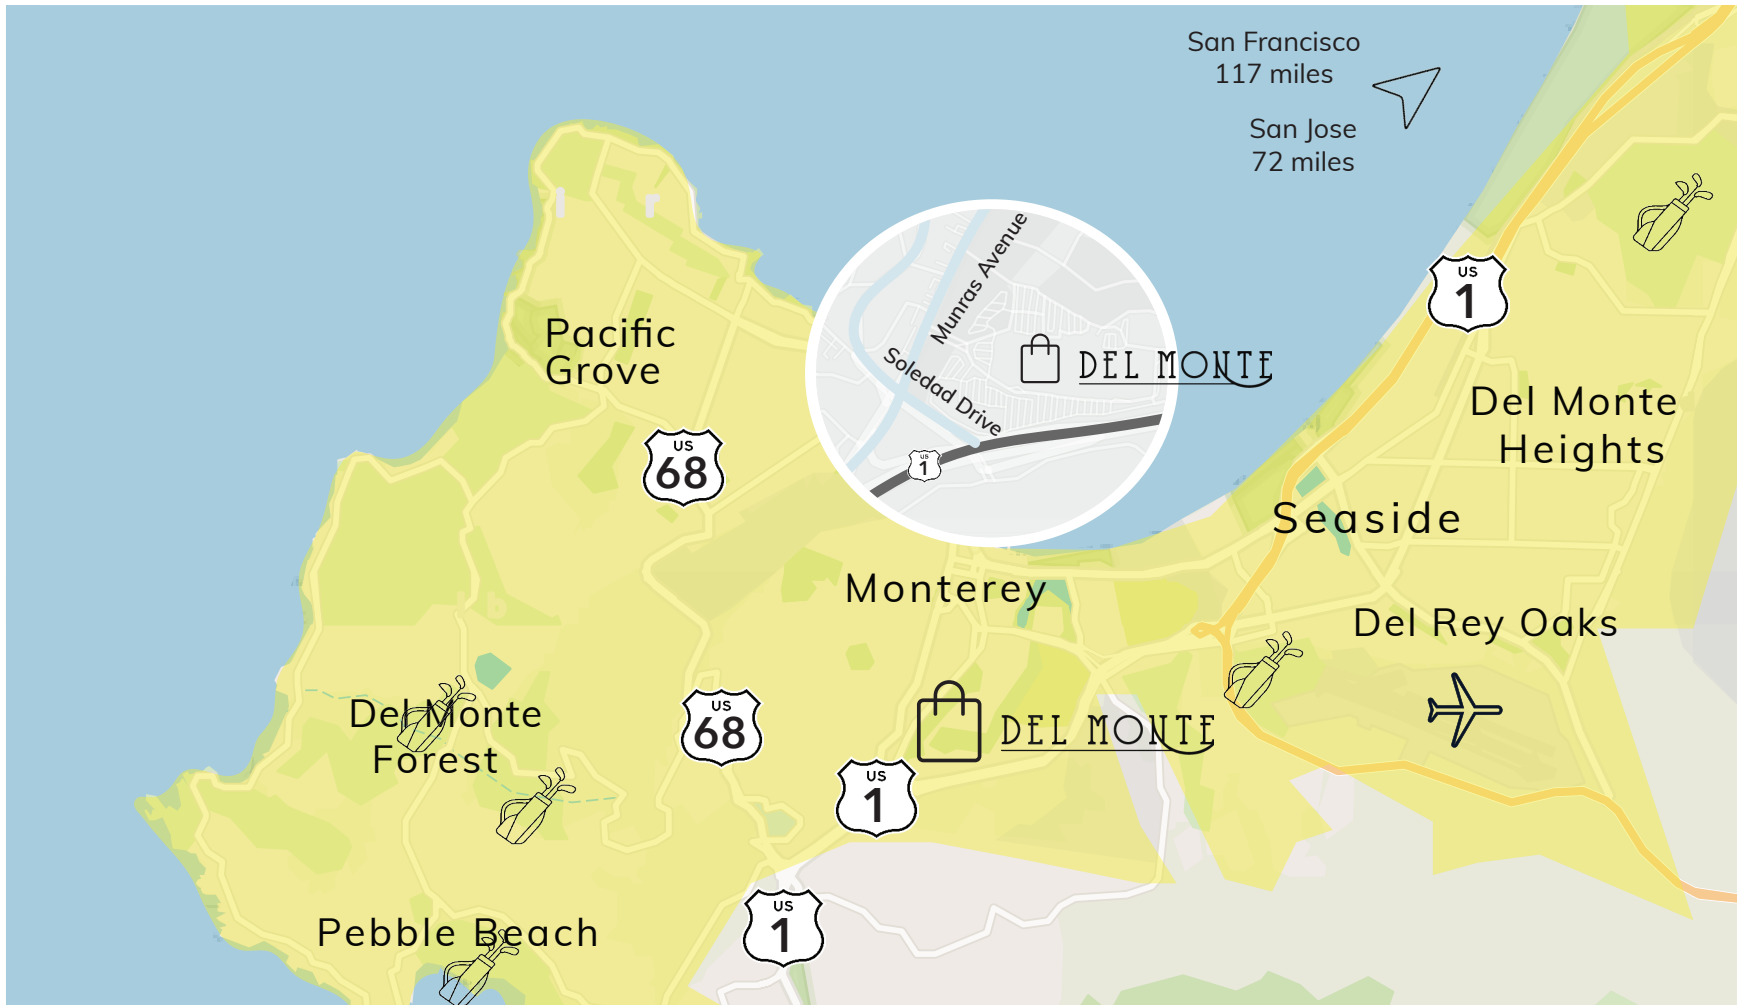 San Francisco
117 miles
San Jose
72 miles
l r
Munras Avenue
Soledad Drive
DEL MONTE
US
1
US
1
Pacific
Grove
US
68
Del Monte
Heights
Seaside
Monterey
b
Del Rey Oaks
Del Monte
Forest
US
68
DEL MONTE
US
1
Pebble Beach
US
1